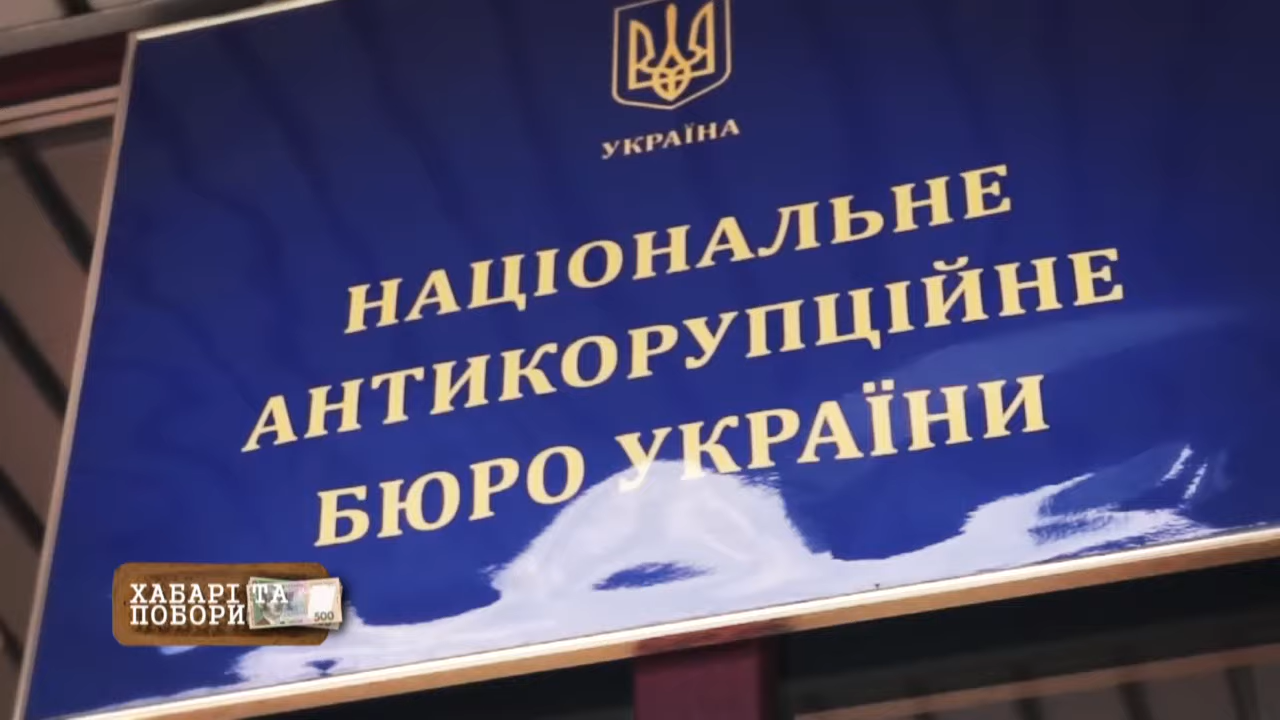 УКРАЇНА
НАЦІОНАЛЬНЕ
АНТИКОРУПЦІЙНЕ
БЮРО УКРАЇНИ
ХАБАРІ ТА
ПОБОРИ
500